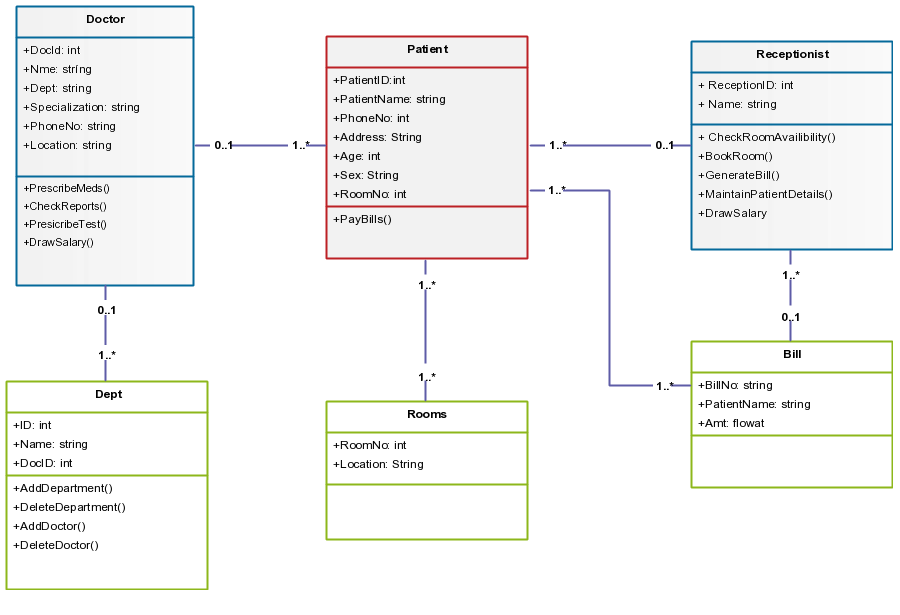 Doctor
+DocId: int
+Nme: string
+Dept: string
+Specialization: string
+PhoneNo: string
+Location: string
+PrescribeMeds()
+CheckReports()
+PresicribeTest()
+DrawSalary()
0..1
1..*
Patient
+PatientID:int
+PatientName: string
+PhoneNo: int
+Address: String
+Age: int
+Sex: String
+RoomNo: int
+PayBills()
1..*
0..1
1..*
1..*
Receptionist
+ ReceptionID: int
+ Name: string
+ CheckRoomAvailibility()
+BookRoom()
+GenerateBill()
+MaintainPatientDetails()
+DrawSalary
0..1
1..*
1..*
1..*
1..*
0..1
Dept
+ID: int
+Name: string
+DocID: int
+AddDepartment()
+DeleteDepartment()
+AddDoctor()
+DeleteDoctor()
Rooms
+RoomNo: int
+Location: String
Bill
+BillNo: string
+PatientName: string
+Amt: flowat